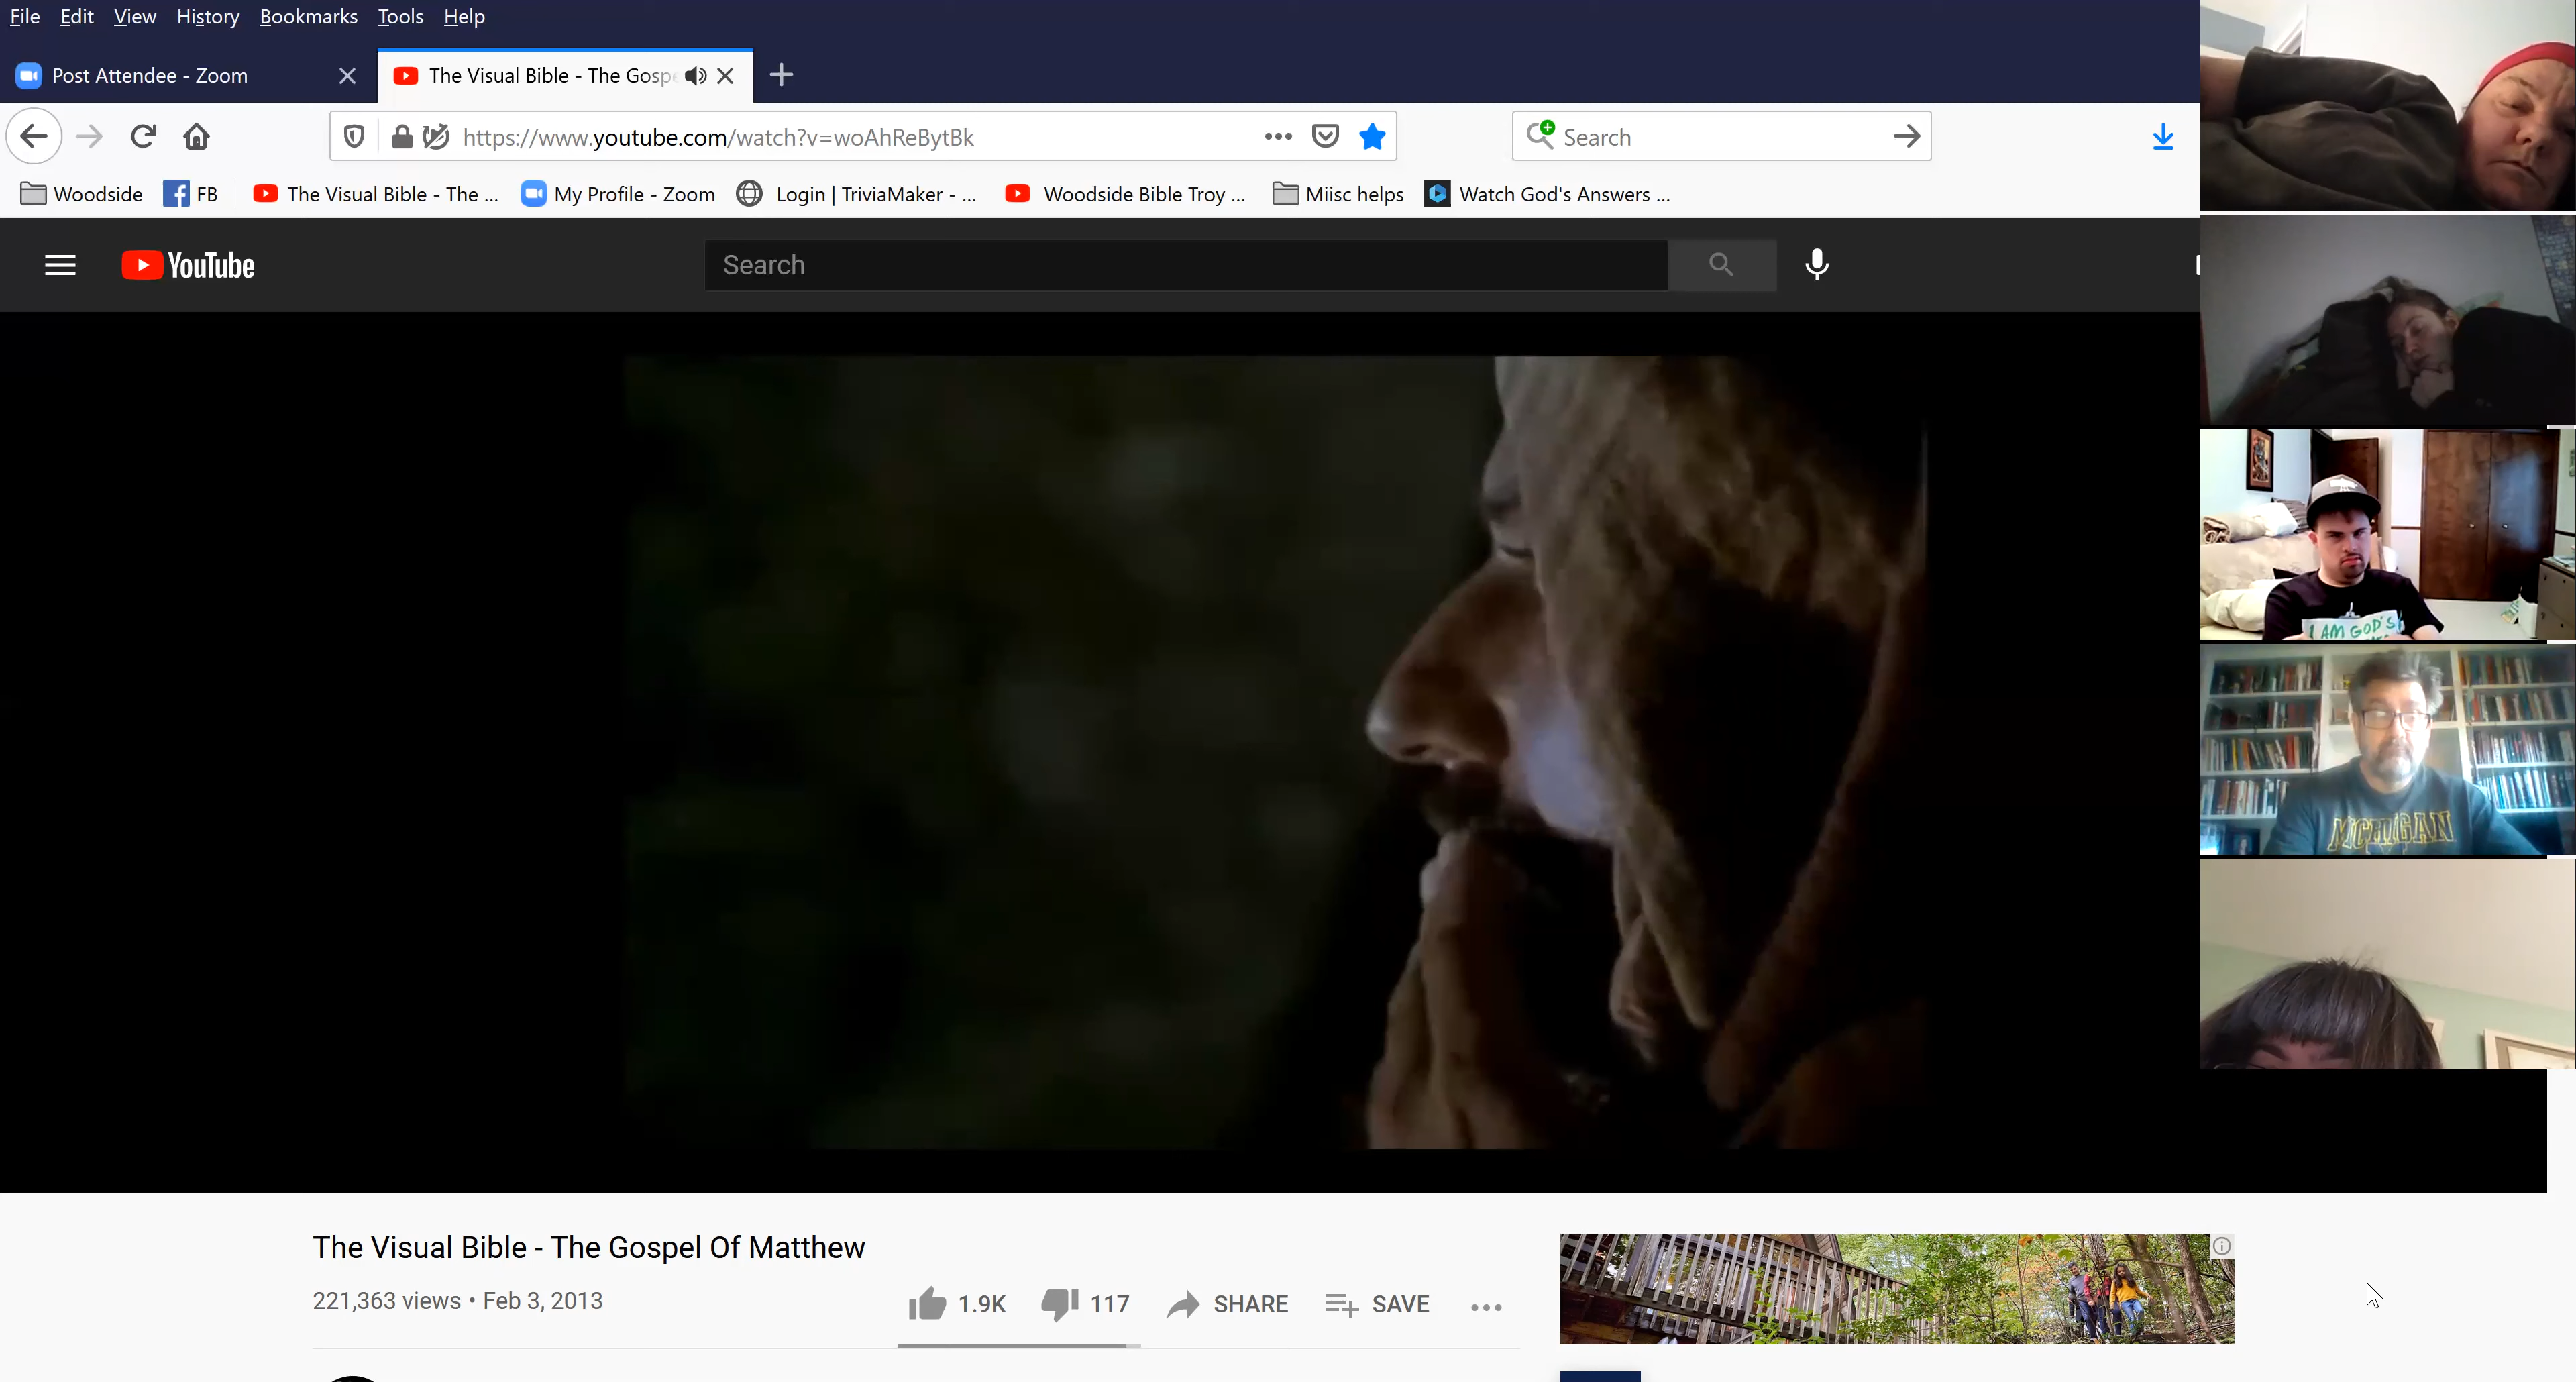 File Edit View History Bookmarks Tools Help
Post Attendee - Zoom
The Visual Bible - The Gosp
https://www.youtube.com/watch?v=woAhReBytBk
Search
Woodside
FB
The Visual Bible - The ...
My Profile - Zoom
Login | TriviaMaker - ...
Woodside Bible Troy ...
Miisc helps
Watch God's Answers ...
YouTube
Search
I AM GOD'S
MICHIGAN
The Visual Bible - The Gospel Of Matthew
221,363 views • Feb 3, 2013
1.9K
117
SHARE
SAVE